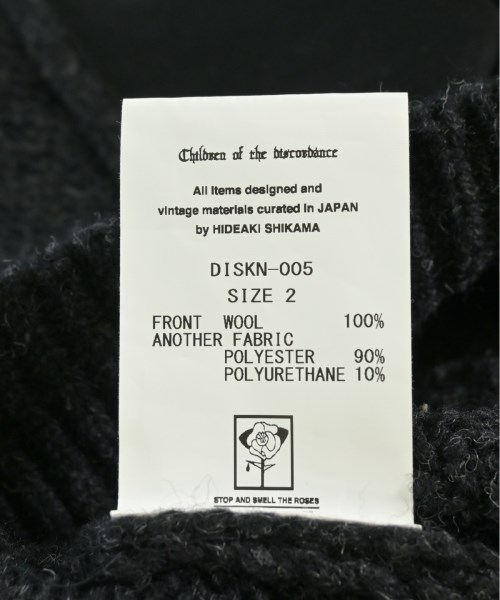 Children of the discordance
All items designed and
vintage materials curated in JAPAN
by HIDEAKI SHIKAMA
DISKN-005
SIZE 2
FRONT WOOL 100%
ANOTHER FABRIC
POLYESTER 90%
POLYURETHANE 10%
STOP AND SMELL THE ROSES